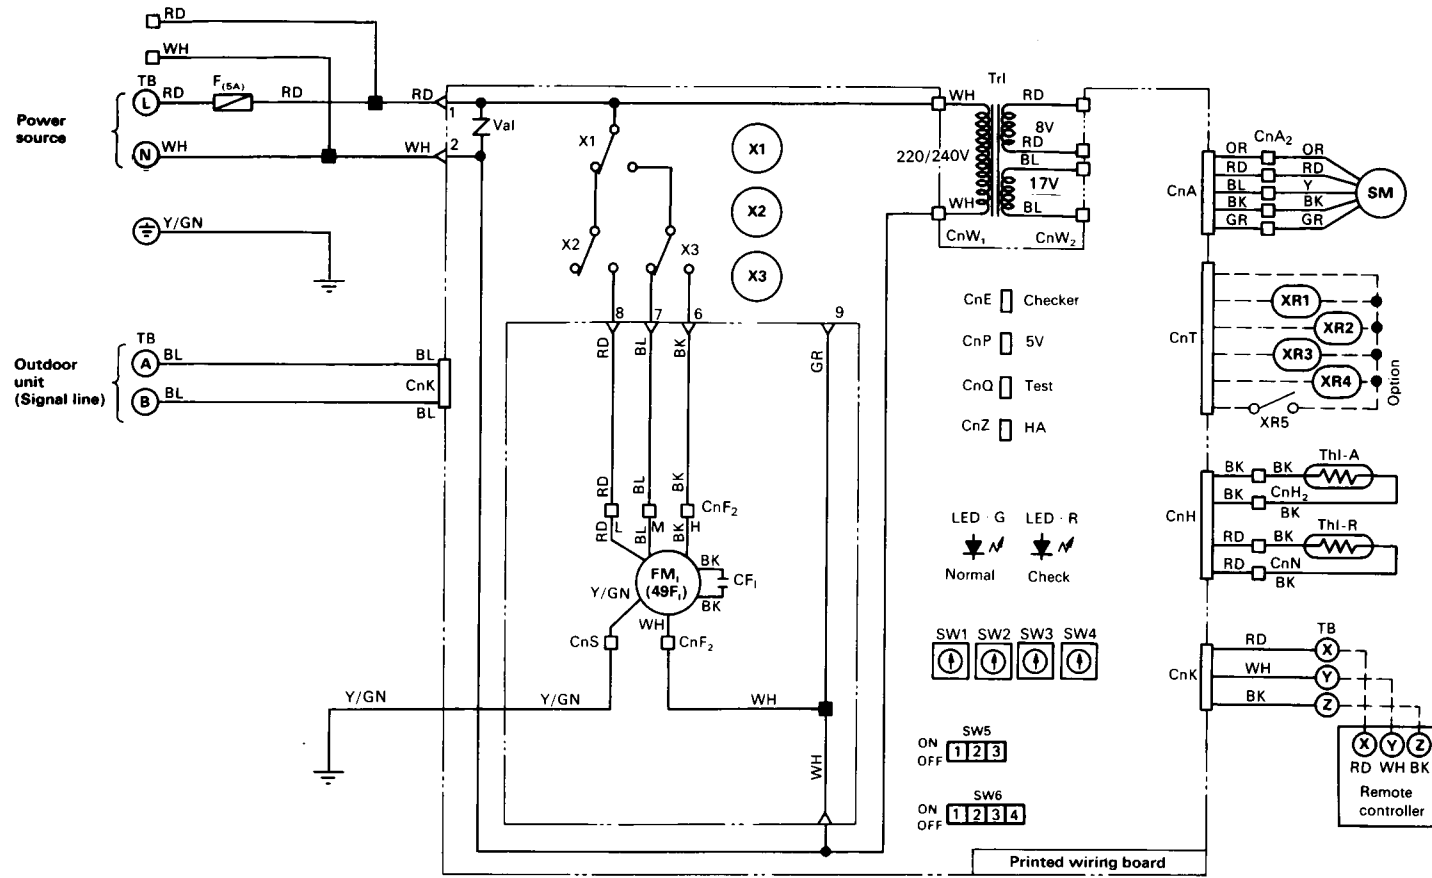 RD
WH
TB
L RD F(5A) RD RD 1
Power
source
N WH WH 2
Val
Y/GN
TB
Outdoor
unit
(Signal line)
A BL BL
CnK
B BL BL
X1
X2
X3
X1
X2
X3
8 7 6 9
RD BL BK GR
RD BL BK
CnF2
L M H
RD BL BK
FM1
(49F1)
BK
CF1
BK
Y/GN
WH
CnS
CnF2
Y/GN
Y/GN
WH
WH
Trl
WH RD
8V
RD
220/240V
BL
17V
WH BL
CnW1 CnW2
CnE Checker
CnP 5V
CnQ Test
CnZ HA
LED · G LED · R
Normal Check
SW1 SW2 SW3 SW4
SW5
ON
OFF
1 2 3
SW6
ON
OFF
1 2 3 4
Printed wiring board
CnA2
CnA
OR OR
RD RD
BL Y
BK BK
GR GR
SM
CnT
XR1
XR2
XR3
XR4
XR5
Option
CnH
BK BK Thl-A
BK CnH2
BK
RD BK Thl-R
RD CnN
BK
CnK
TB
RD X
WH Y
BK Z
X Y Z
RD WH BK
Remote
controller